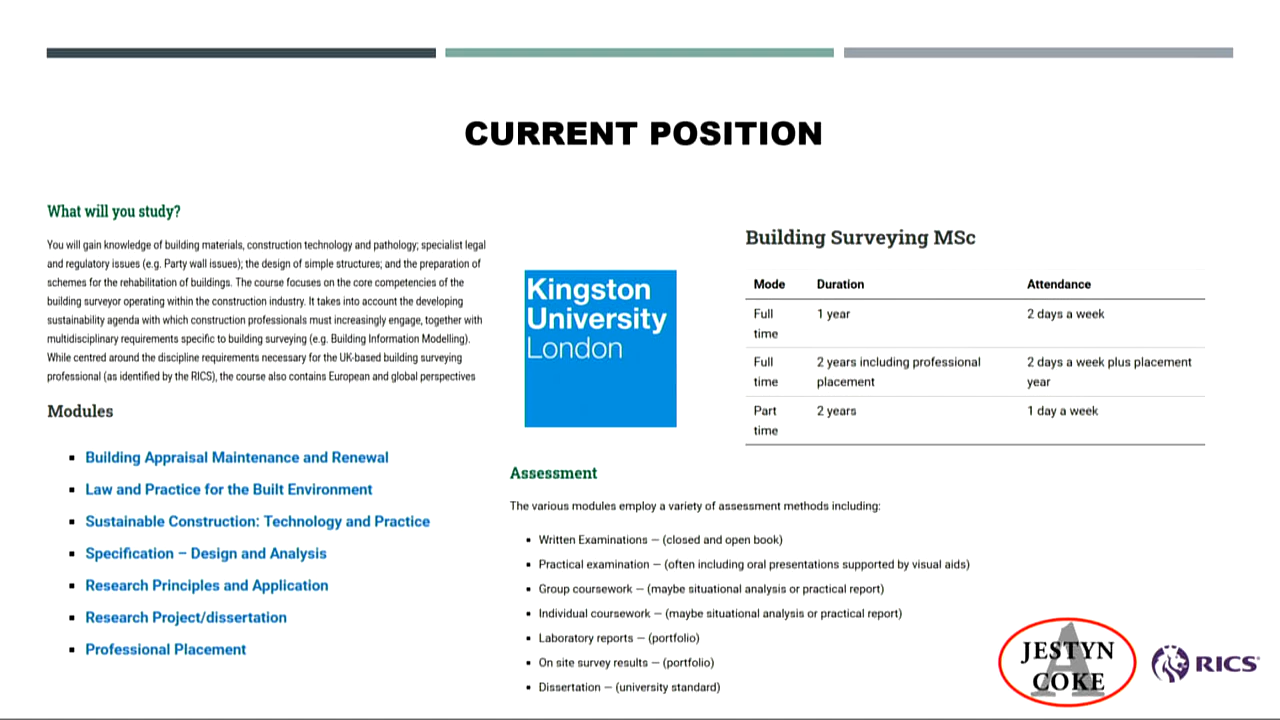 CURRENT POSITION
What will you study?
You will gain knowledge of building materials, construction technology and pathology; specialist legal
and regulatory issues (e.g. Party wall issues); the design of simple structures; and the preparation of
schemes for the rehabilitation of buildings. The course focuses on the core competencies of the
building surveyor operating within the construction industry. It takes into account the developing
sustainability agenda with which construction professionals must increasingly engage, together with
multidisciplinary requirements specific to building surveying (e.g. Building Information Modelling).
While centred around the discipline requirements necessary for the UK-based building surveying
professional (as identified by the RICS), the course also contains European and global perspectives
Modules
▪ Building Appraisal Maintenance and Renewal
▪ Law and Practice for the Built Environment
▪ Sustainable Construction: Technology and Practice
▪ Specification – Design and Analysis
▪ Research Principles and Application
▪ Research Project/dissertation
▪ Professional Placement
Kingston
University
London
Building Surveying MSc
Mode Duration Attendance
Full 1 year 2 days a week
time
Full 2 years including professional 2 days a week plus placement
time placement year
Part 2 years 1 day a week
time
Assessment
The various modules employ a variety of assessment methods including:
▪ Written Examinations – (closed and open book)
▪ Practical examination – (often including oral presentations supported by visual aids)
▪ Group coursework – (maybe situational analysis or practical report)
▪ Individual coursework – (maybe situational analysis or practical report)
▪ Laboratory reports – (portfolio)
▪ On site survey results – (portfolio)
▪ Dissertation – (university standard)
A
JESTYN
COKE
RICS